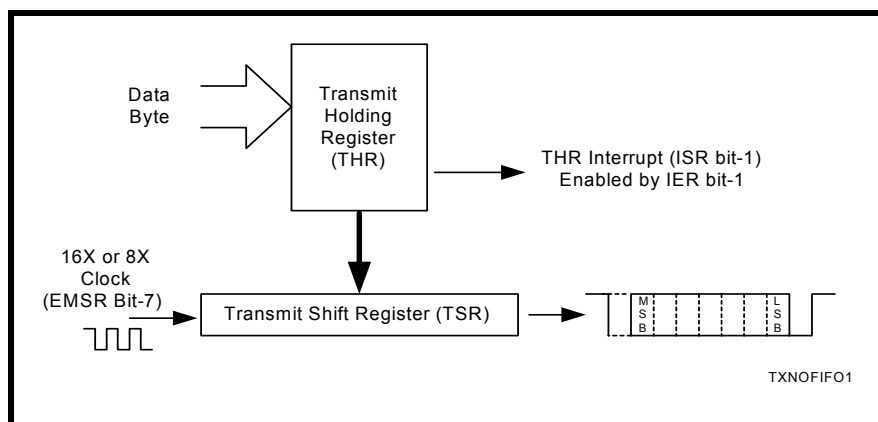 Data
Byte
Transmit
Holding
Register
(THR)
THR Interrupt (ISR bit-1)
Enabled by IER bit-1
16X or 8X
Clock
(EMSR Bit-7)
Transmit Shift Register (TSR)
M
S
B
L
S
B
TXNOFIFO1